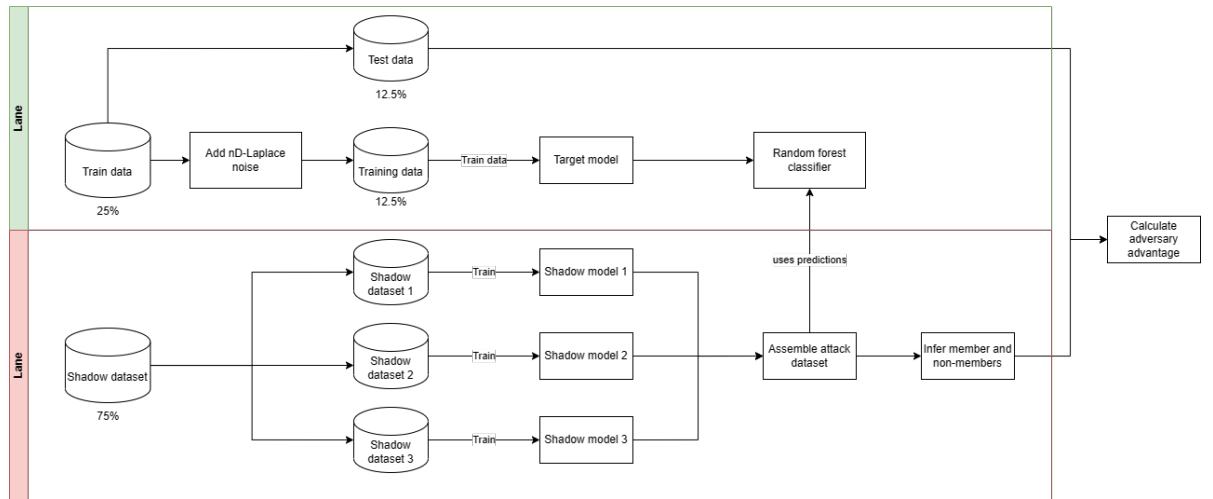 Lane
Test data
12.5%
Train data
25%
Add nD-Laplace
noise
Training data
12.5%
Train data
Target model
Random forest
classifier
Lane
Shadow dataset
75%
Shadow
dataset 1
Train
Shadow model 1
Shadow
dataset 2
Train
Shadow model 2
Shadow
dataset 3
Train
Shadow model 3
uses predictions
Assemble attack
dataset
Infer member and
non-members
Calculate
adversary
advantage